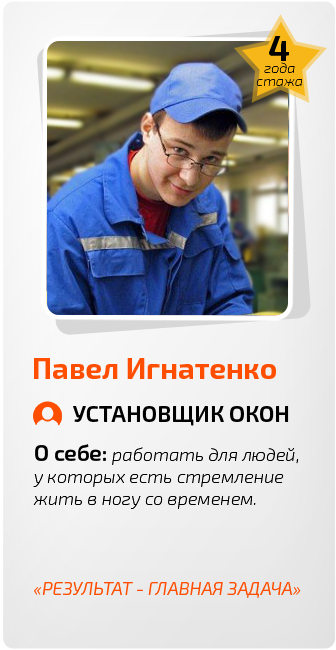 4
года
стажа
Павел Игнатенко
УСТАНОВЩИК ОКОН
О себе: работать для людей,
у которых есть стремление
жить в ногу со временем.
«РЕЗУЛЬТАТ - ГЛАВНАЯ ЗАДАЧА»